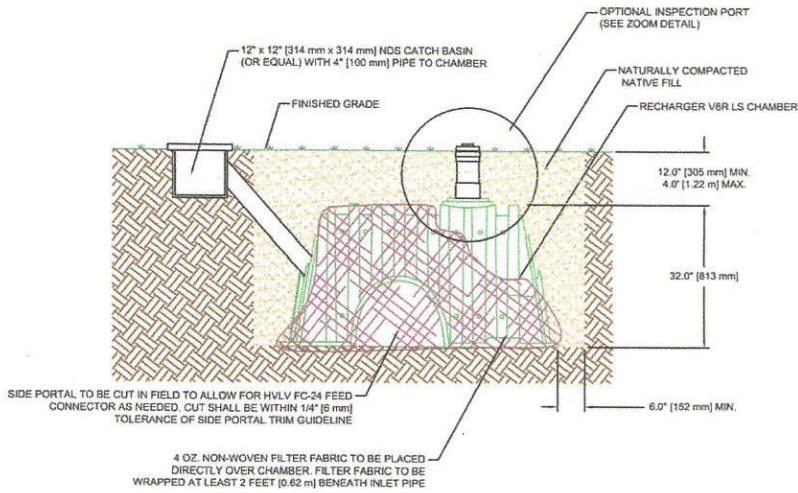 OPTIONAL INSPECTION PORT
(SEE ZOOM DETAIL)
12" x 12" [314 mm x 314 mm] NDS CATCH BASIN
(OR EQUAL) WITH 4" [100 mm] PIPE TO CHAMBER
NATURALLY COMPACTED
NATIVE FILL
FINISHED GRADE
RECHARGER V8R LS CHAMBER
12.0" [305 mm] MIN.
4.0" [1.22 m] MAX.
32.0" [813 mm]
SIDE PORTAL TO BE CUT IN FIELD TO ALLOW FOR HVLV FC-24 FEED
CONNECTOR AS NEEDED. CUT SHALL BE WITHIN 1/4" [6 mm]
TOLERANCE OF SIDE PORTAL TRIM GUIDELINE
6.0" [152 mm] MIN.
4 OZ. NON-WOVEN FILTER FABRIC TO BE PLACED
DIRECTLY OVER CHAMBER. FILTER FABRIC TO BE
WRAPPED AT LEAST 2 FEET [0.62 m] BENEATH INLET PIPE